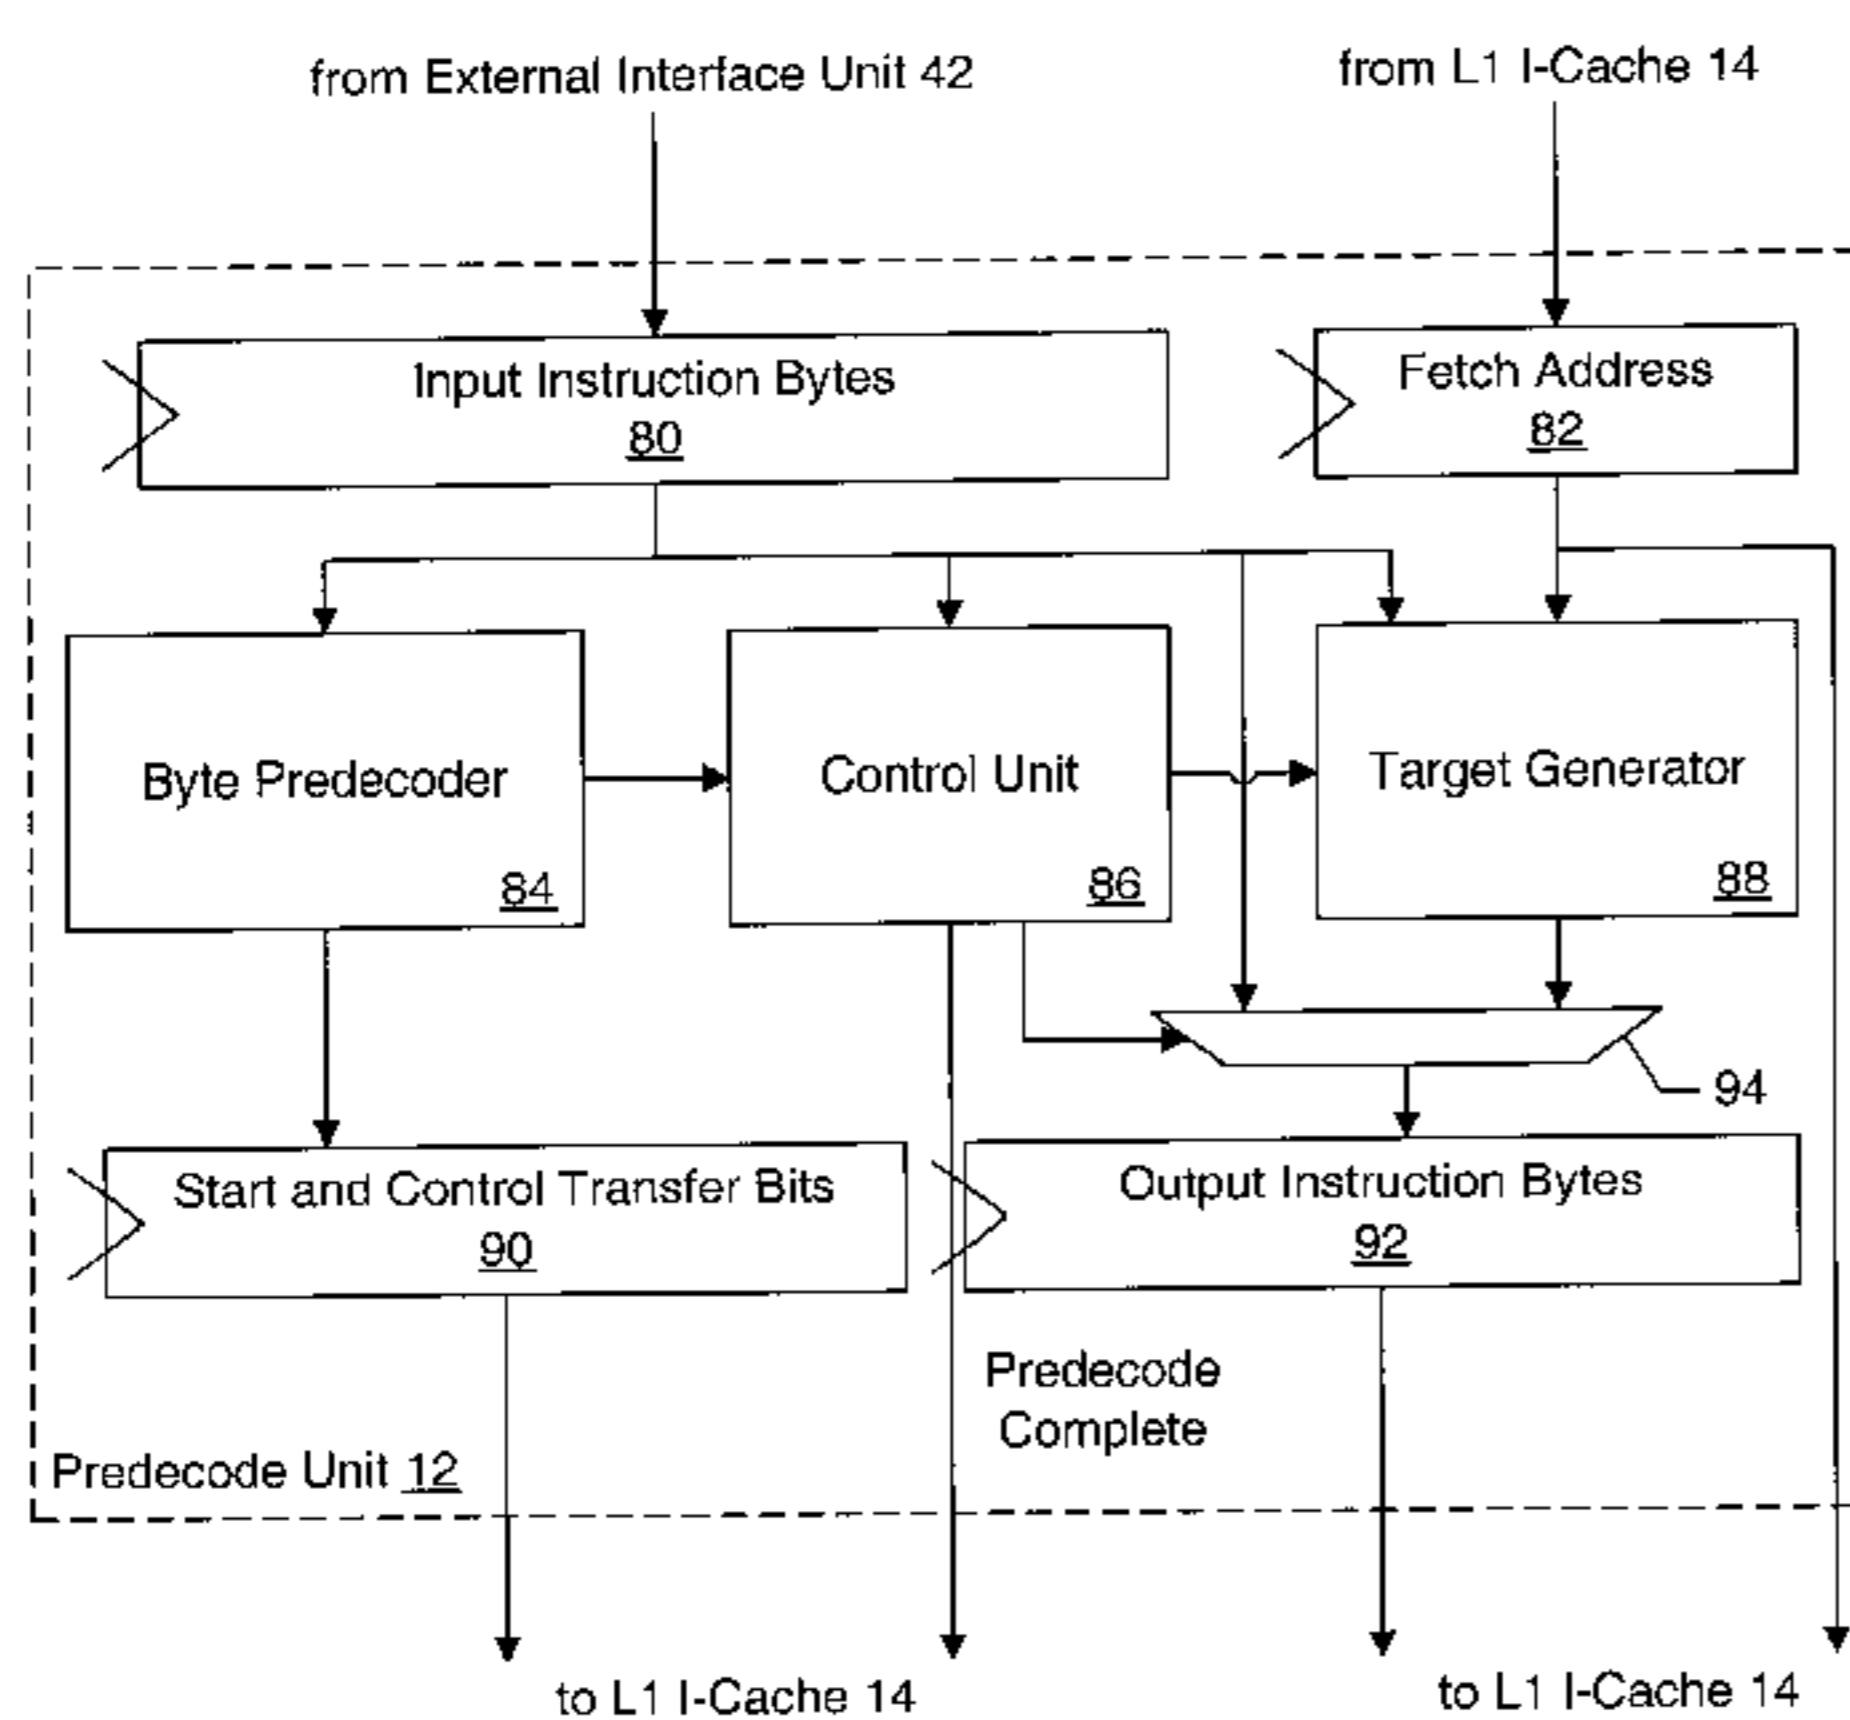 from External Interface Unit 42
from L1 I-Cache 14
Input Instruction Bytes
80
Fetch Address
82
Byte Predecoder
84
Control Unit
86
Target Generator
88
94
Start and Control Transfer Bits
90
Output Instruction Bytes
92
Predecode
Complete
Predecode Unit 12
to L1 I-Cache 14
to L1 I-Cache 14